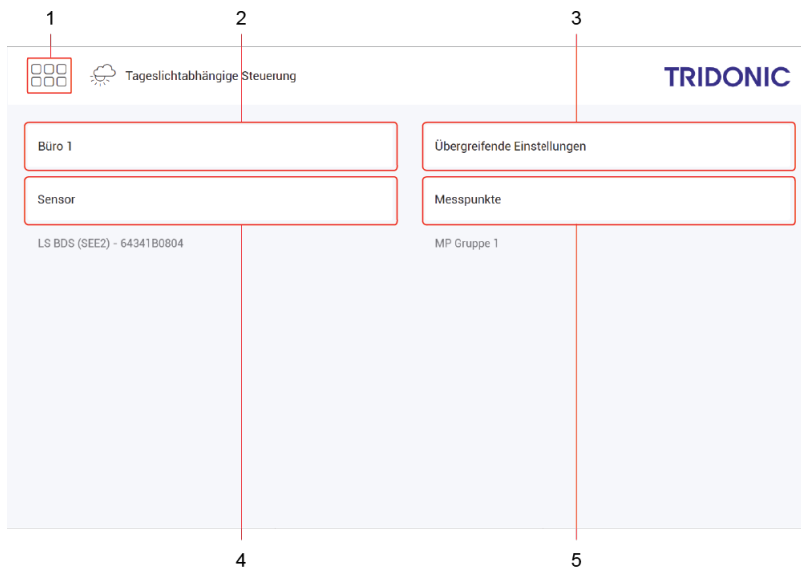 1 2 3
Tageslichtabhängige Steuerung TRIDONIC
Büro 1 Übergreifende Einstellungen
Sensor Messpunkte
LS BDS (SEE2) - 64341B0804 MP Gruppe 1
4 5